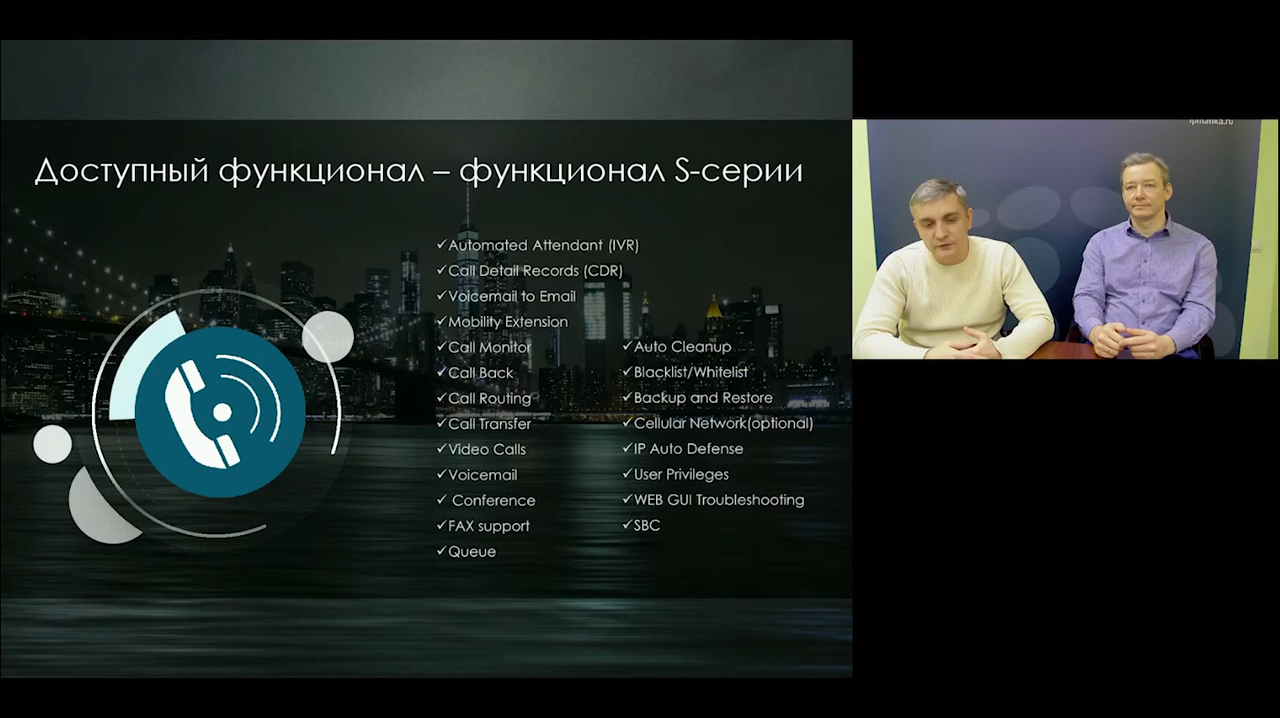 Доступный функционал – функционал S-серии
✓Automated Attendant (IVR)
✓Call Detail Records (CDR)
✓Voicemail to Email
✓Mobility Extension
✓Call Monitor
✓Call Back
✓Call Routing
✓Call Transfer
✓Video Calls
✓Voicemail
✓ Conference
✓FAX support
✓Queue
✓Auto Cleanup
✓Blacklist/Whitelist
✓Backup and Restore
✓Cellular Network(optional)
✓IP Auto Defense
✓User Privileges
✓WEB GUI Troubleshooting
✓SBC
ipmatika.ru